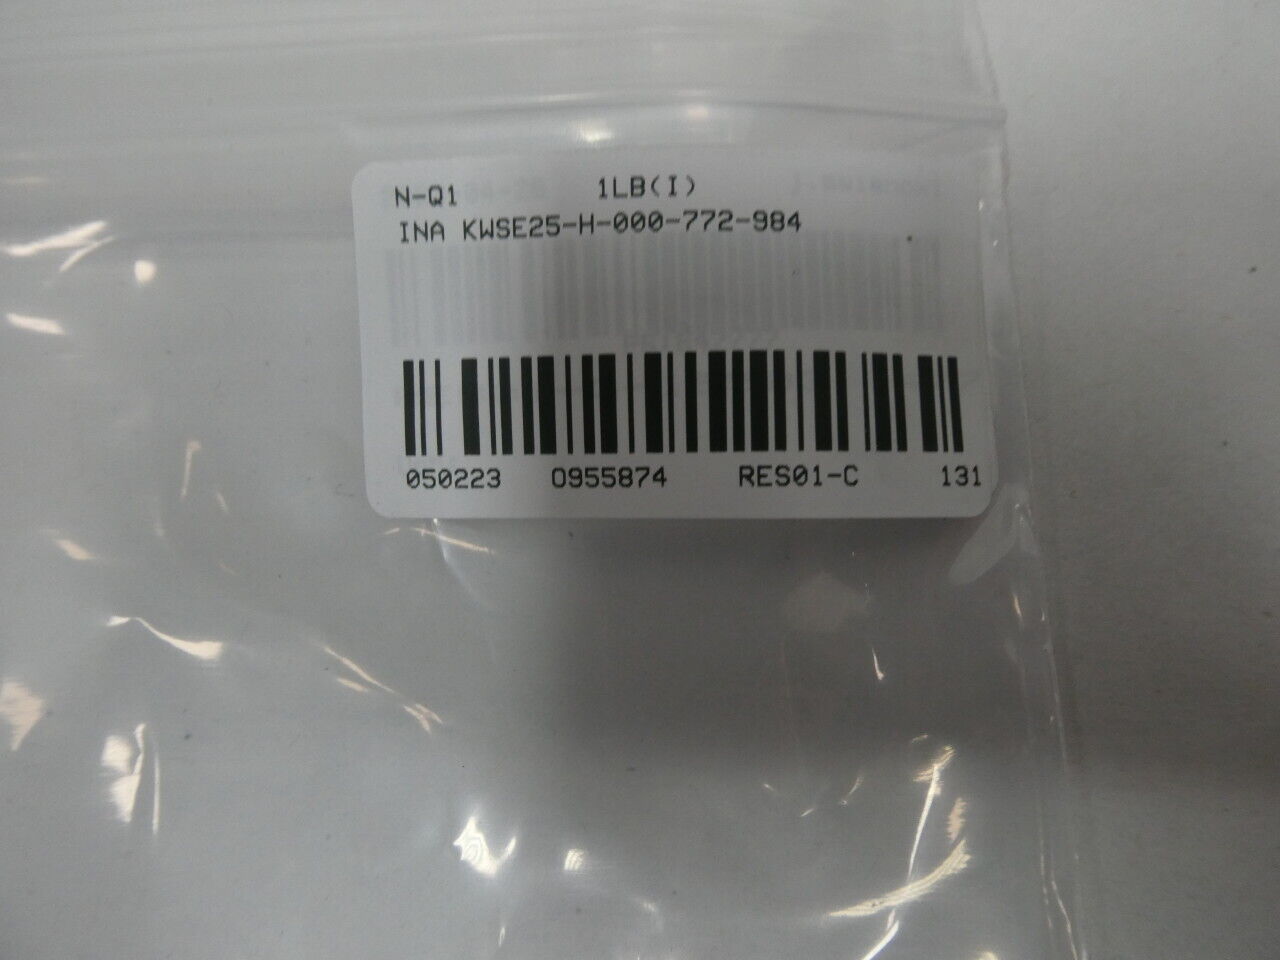 N-Q1 1LB(I)
INA KWSE25-H-000-772-984
050223 0955874 RES01-C 131